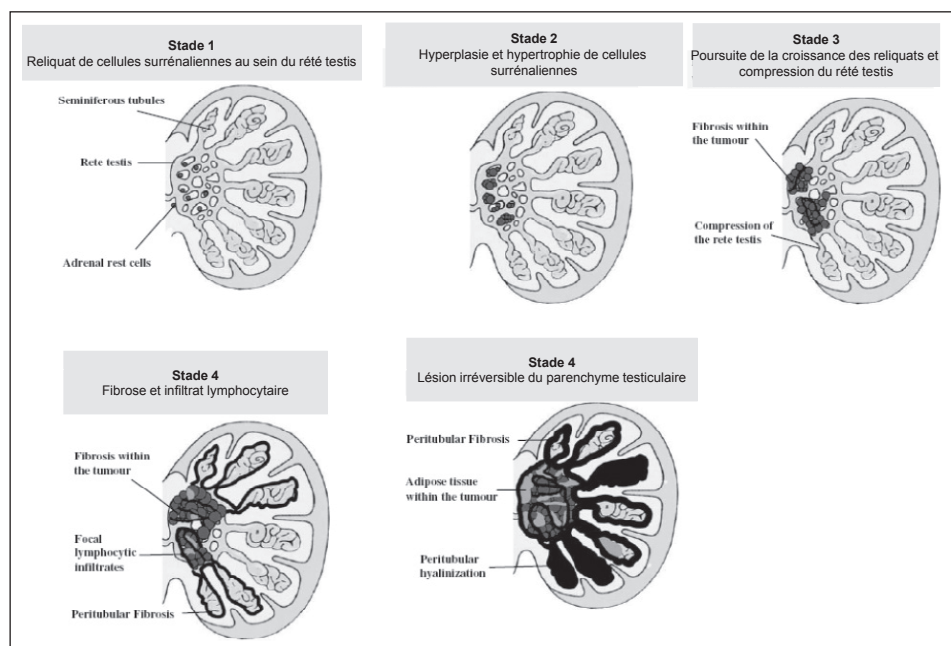 Stade 1
Reliquat de cellules surrénaliennes au sein du rété testis
Seminiferous tubules
Rete testis
Adrenal rest cells
Stade 2
Hyperplasie et hypertrophie de cellules
surrénaliennes
Stade 3
Poursuite de la croissance des reliquats et
compression du rété testis
Fibrosis within
the tumour
Compression of
the rete testis
Stade 4
Fibrose et infiltrat lymphocytaire
Fibrosis within
the tumour
Focal
lymphocytic
infiltrates
Peritubular Fibrosis
Stade 4
Lésion irréversible du parenchyme testiculaire
Peritubular Fibrosis
Adipose tissue
within the tumour
Peritubular
hyalinization